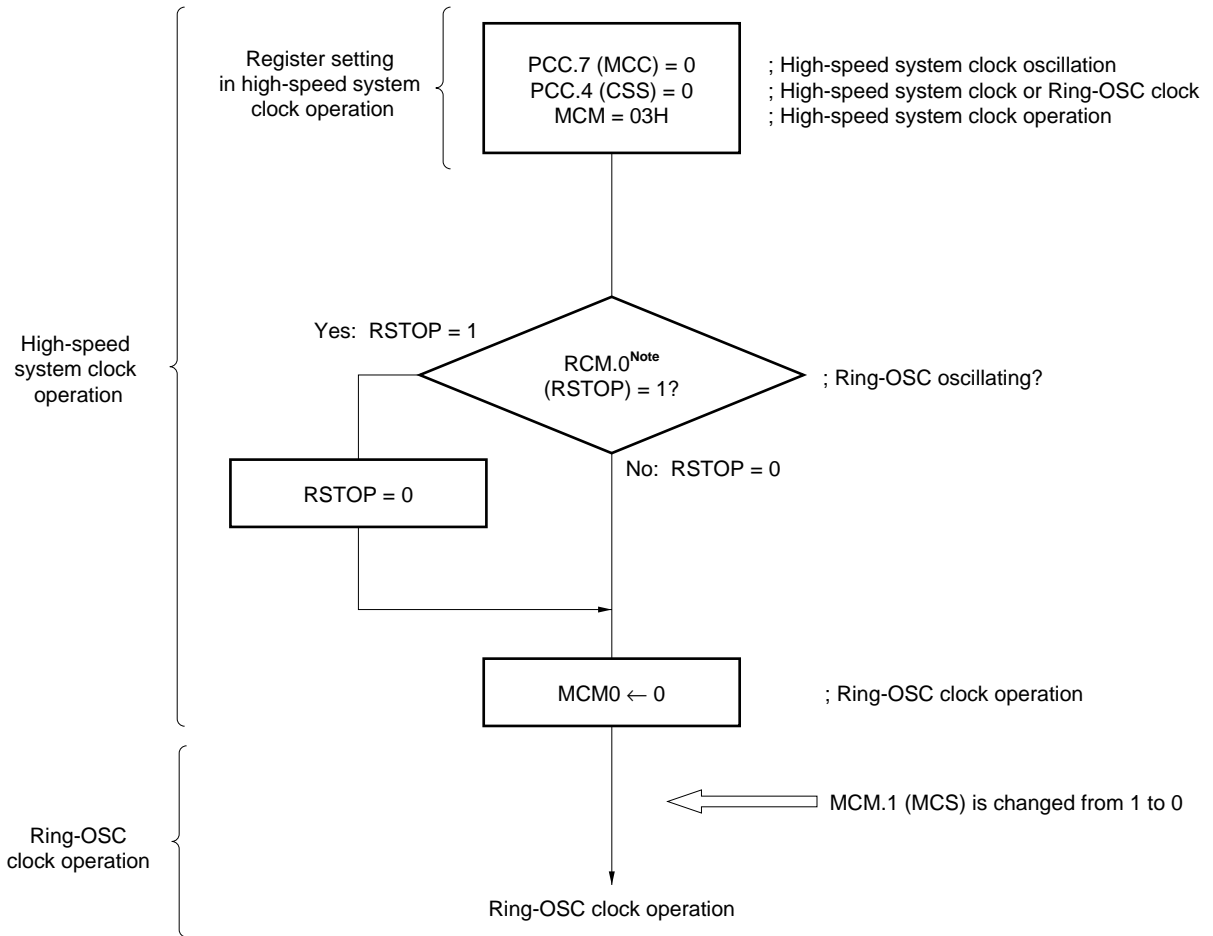 Register setting
in high-speed system
clock operation
PCC.7 (MCC) = 0
PCC.4 (CSS) = 0
MCM = 03H
; High-speed system clock oscillation
; High-speed system clock or Ring-OSC clock
; High-speed system clock operation
High-speed
system clock
operation
Yes: RSTOP = 1
RCM.0Note
(RSTOP) = 1?
; Ring-OSC oscillating?
No: RSTOP = 0
RSTOP = 0
MCM0 ← 0
; Ring-OSC clock operation
MCM.1 (MCS) is changed from 1 to 0
Ring-OSC
clock operation
Ring-OSC clock operation